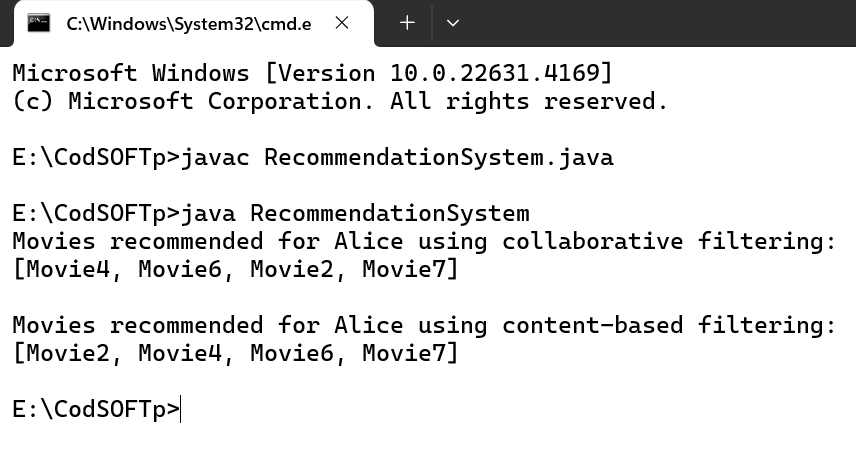 C:\Windows\System32\cmd.e
Microsoft Windows [Version 10.0.22631.4169]
(c) Microsoft Corporation. All rights reserved.
E:\CodSOFTp>javac RecommendationSystem.java
E:\CodSOFTp>java RecommendationSystem
Movies recommended for Alice using collaborative filtering:
[Movie4, Movie6, Movie2, Movie7]
Movies recommended for Alice using content-based filtering:
[Movie2, Movie4, Movie6, Movie7]
E:\CodSOFTp>